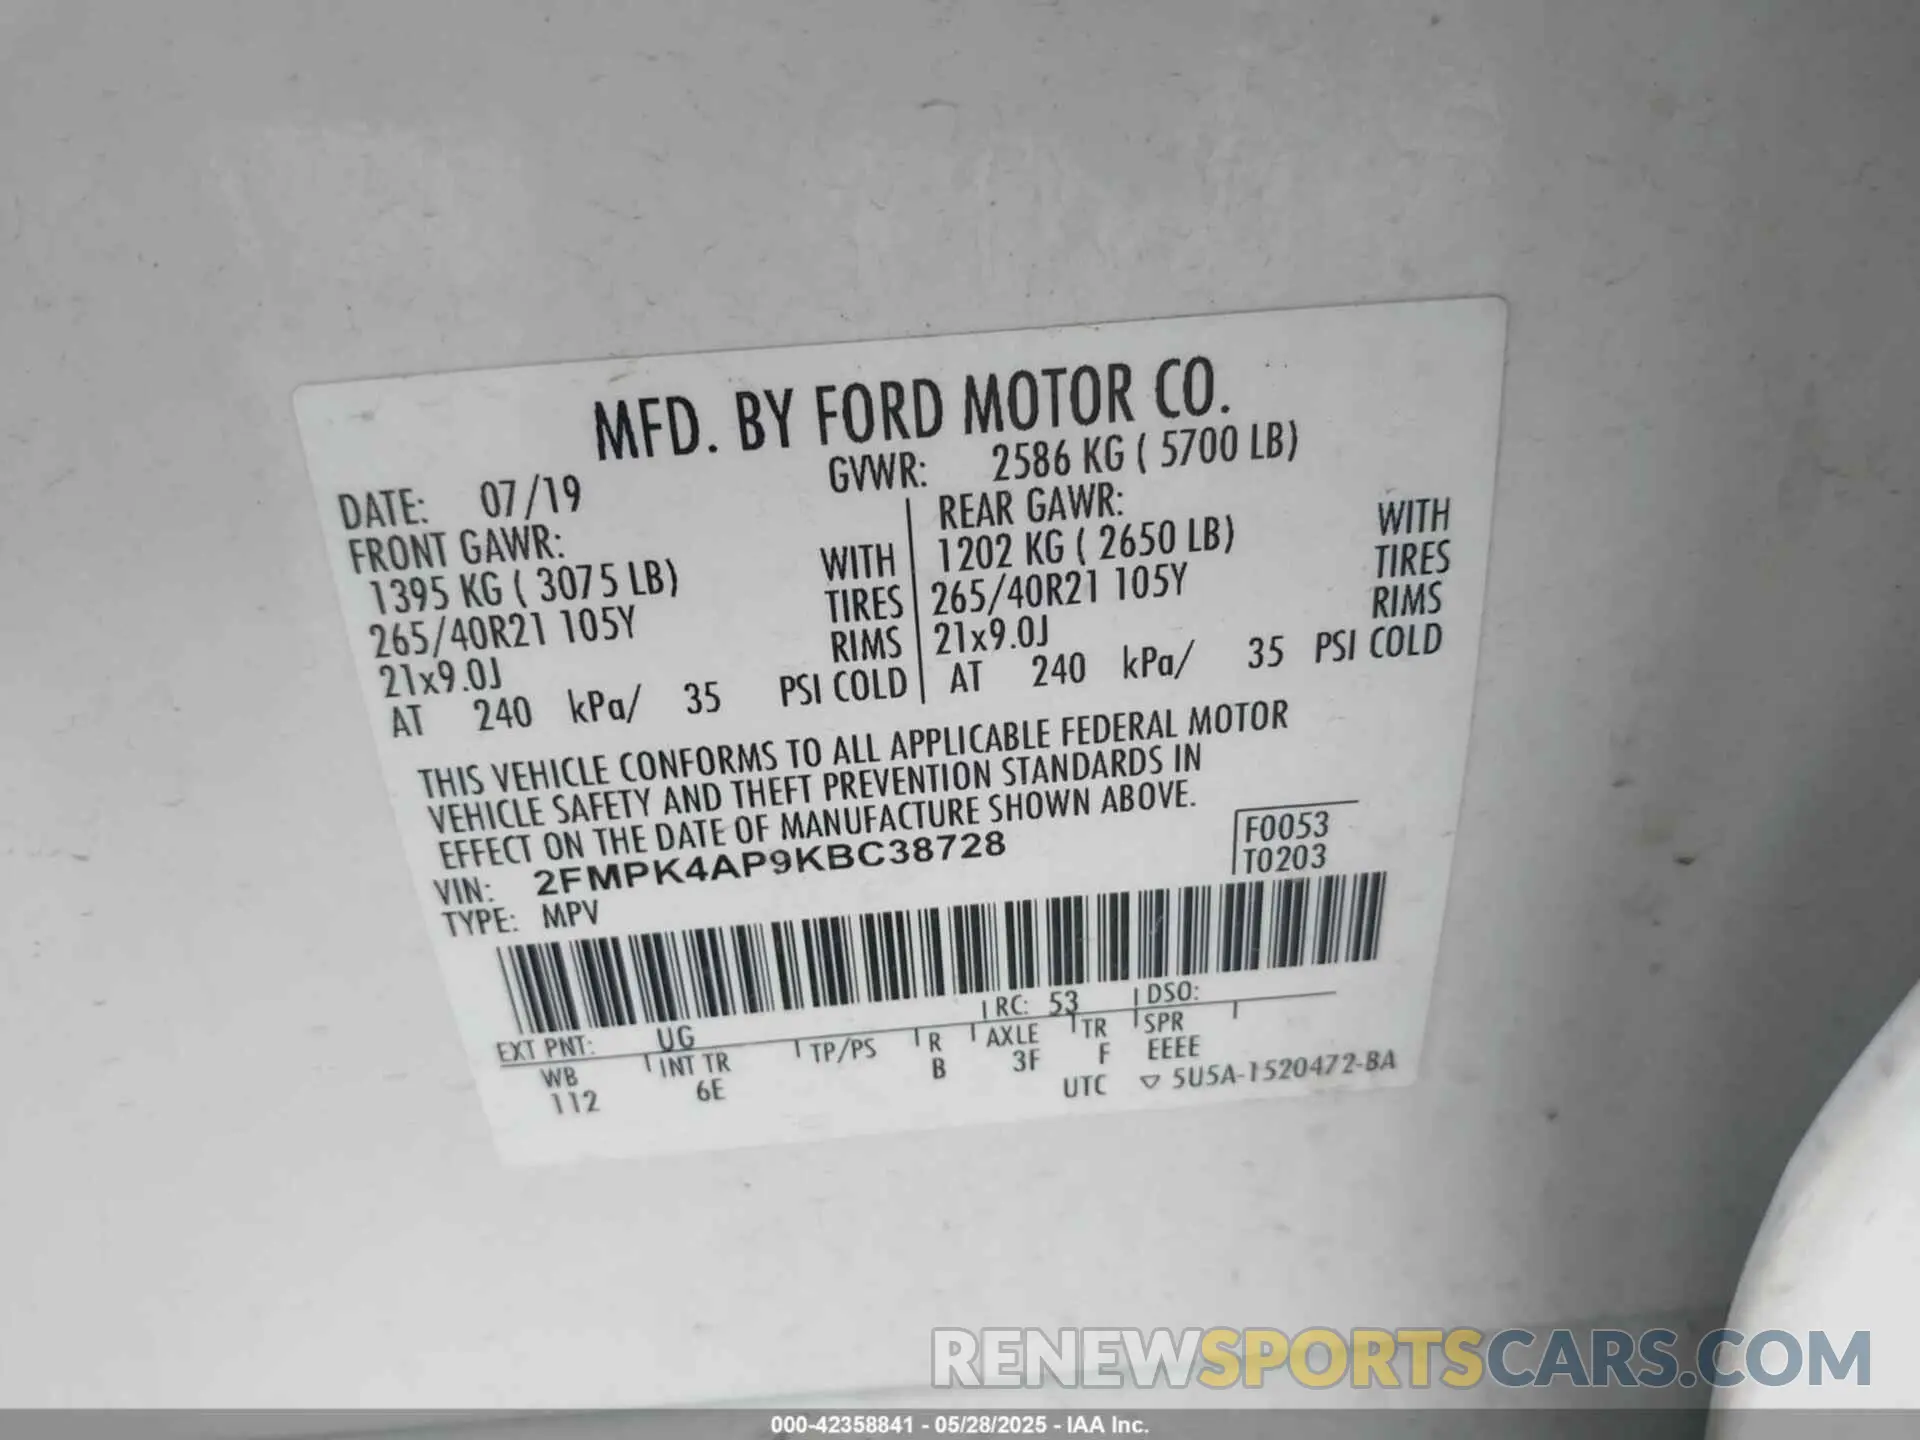 MFD. BY FORD MOTOR CO.
DATE: 07/19 GVWR: 2586 KG ( 5700 LB)
FRONT GAWR: REAR GAWR:
1395 KG ( 3075 LB) WITH 1202 KG ( 2650 LB) WITH
265/40R21 105Y TIRES 265/40R21 105Y TIRES
21x9.0J RIMS 21x9.0J RIMS
AT 240 kPa/ 35 PSI COLD AT 240 kPa/ 35 PSI COLD
THIS VEHICLE CONFORMS TO ALL APPLICABLE FEDERAL MOTOR
VEHICLE SAFETY AND THEFT PREVENTION STANDARDS IN
EFFECT ON THE DATE OF MANUFACTURE SHOWN ABOVE.
VIN: 2FMPK4AP9KBC38728 F0053
TYPE: MPV T0203
EXT PNT: UG RC: 53 DSO:
WB INT TR TP/PS R AXLE TR SPR
112 6E B 3F F EEEE
UTC ▽ 5U5A-1520472-BA
RENEWSPORTSCARS.COM
000-42358841 - 05/28/2025 - IAA Inc.